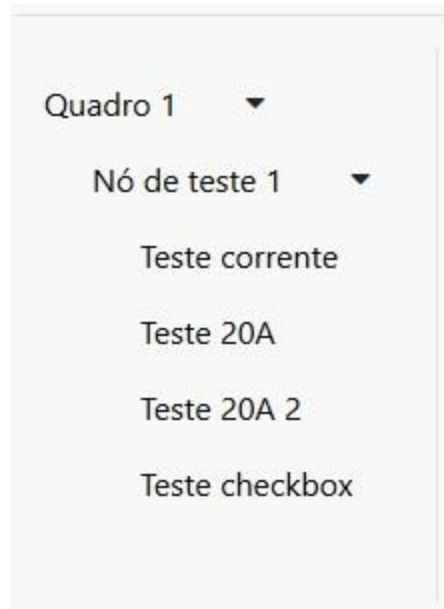 Quadro 1
Nó de teste 1
Teste corrente
Teste 20A
Teste 20A 2
Teste checkbox